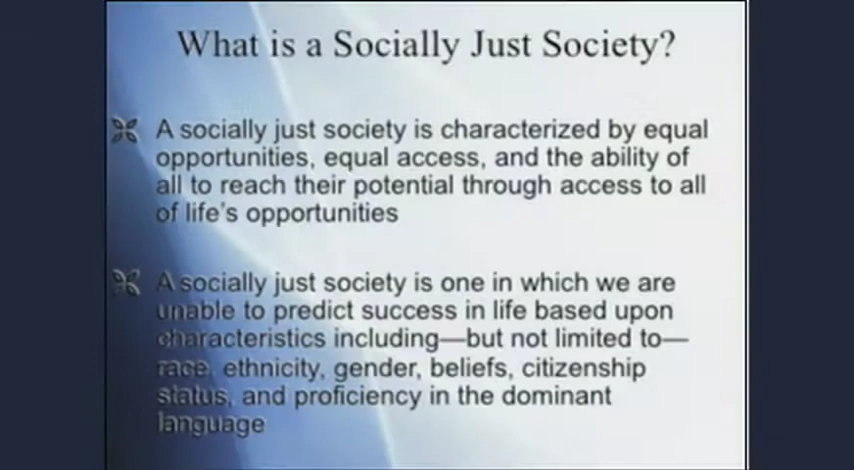 What is a Socially Just Society?
A socially just society is characterized by equal
opportunities, equal access, and the ability of
all to reach their potential through access to all
of life's opportunities
A socially just society is one in which we are
unable to predict success in life based upon
characteristics including—but not limited to—
race, ethnicity, gender, beliefs, citizenship
status, and proficiency in the dominant
language